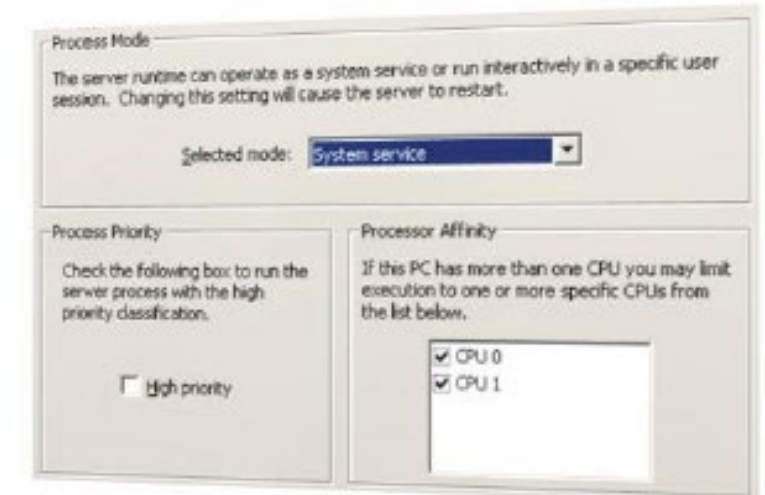 Process Mode
The server runtime can operate as a system service or run interactively in a specific user
session. Changing this setting will cause the server to restart.
Selected mode: System service
Process Priority
Check the following box to run the
server process with the high
priority classification.
High priority
Processor Affinity
If this PC has more than one CPU you may limit
execution to one or more specific CPUs from
the list below.
CPU 0
CPU 1